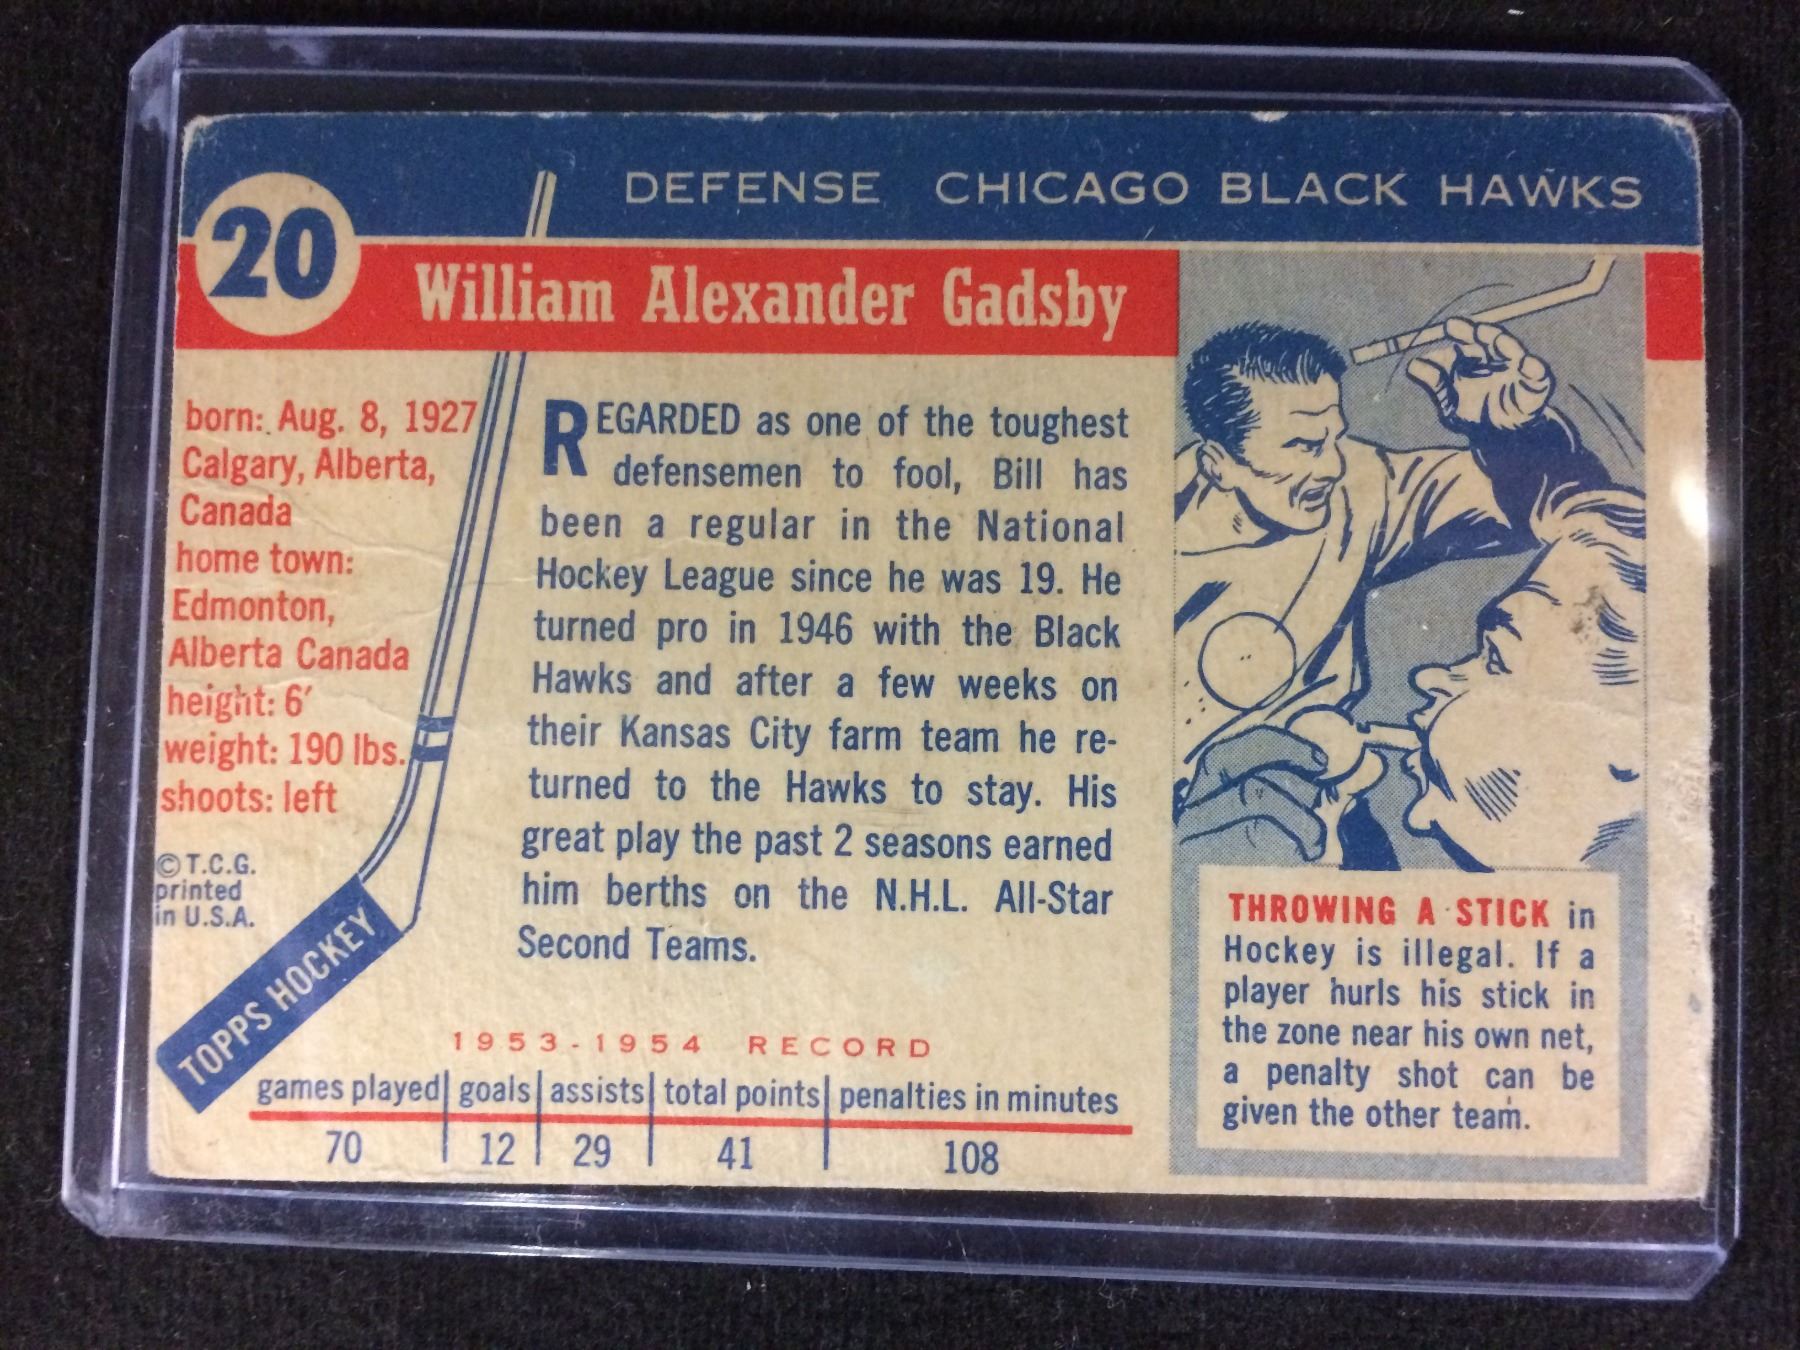 20
DEFENSE CHICAGO BLACK HAWKS
William Alexander Gadsby
born: Aug. 8, 1927
Calgary, Alberta,
Canada
home town:
Edmonton,
Alberta Canada
height: 6′
weight: 190 lbs.
shoots: left
© T.C.G.
printed
in U.S.A.
TOPPS HOCKEY
REGARDED as one of the toughest
defensemen to fool, Bill has
been a regular in the National
Hockey League since he was 19. He
turned pro in 1946 with the Black
Hawks and after a few weeks on
their Kansas City farm team he re-
turned to the Hawks to stay. His
great play the past 2 seasons earned
him berths on the N.H.L. All-Star
Second Teams.
1953-1954 RECORD
games played goals assists total points penalties in minutes
70 12 29 41 108
THROWING A STICK in
Hockey is illegal. If a
player hurls his stick in
the zone near his own net,
a penalty shot can be
given the other team.